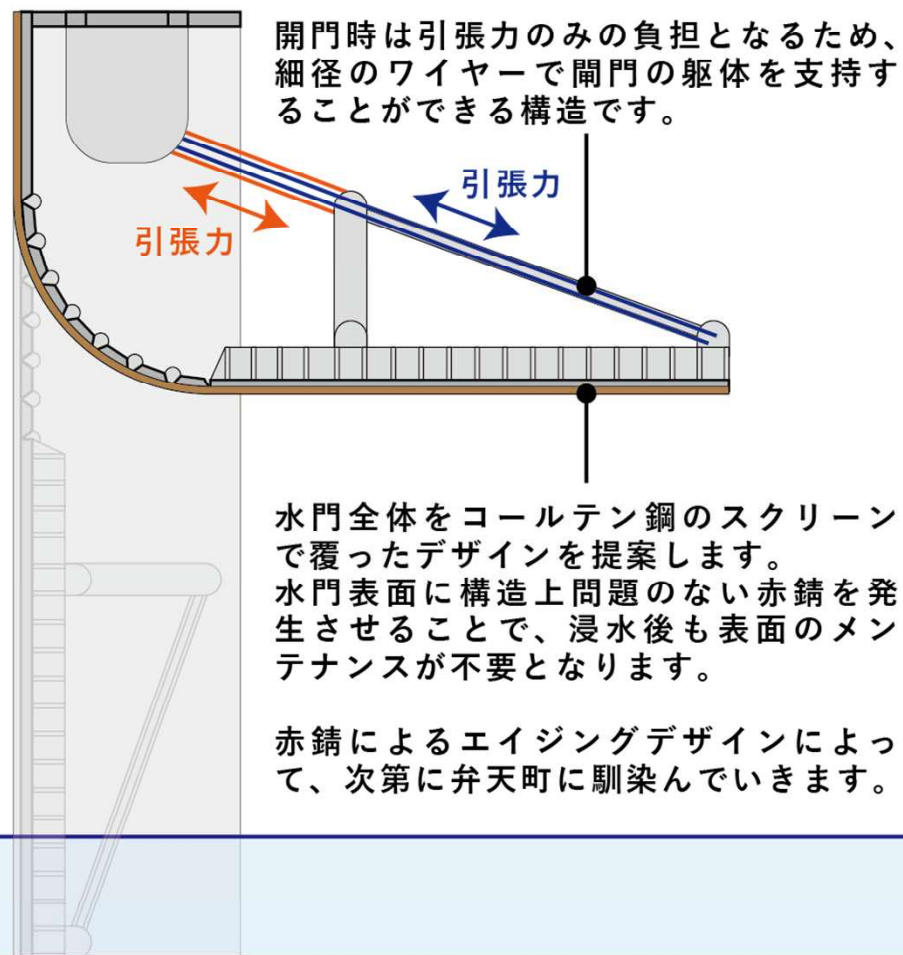 開門時は引張力のみの負担となるため、
細径のワイヤーで閘門の躯体を支持す
ることができる構造です。
引張力
引張力
水門全体をコールテン鋼のスクリーン
で覆ったデザインを提案します。
水門表面に構造上問題のない赤錆を発
生させることで、浸水後も表面のメン
テナンスが不要となります。
赤錆によるエイジングデザインによっ
て、次第に弁天町に馴染んでいきます。